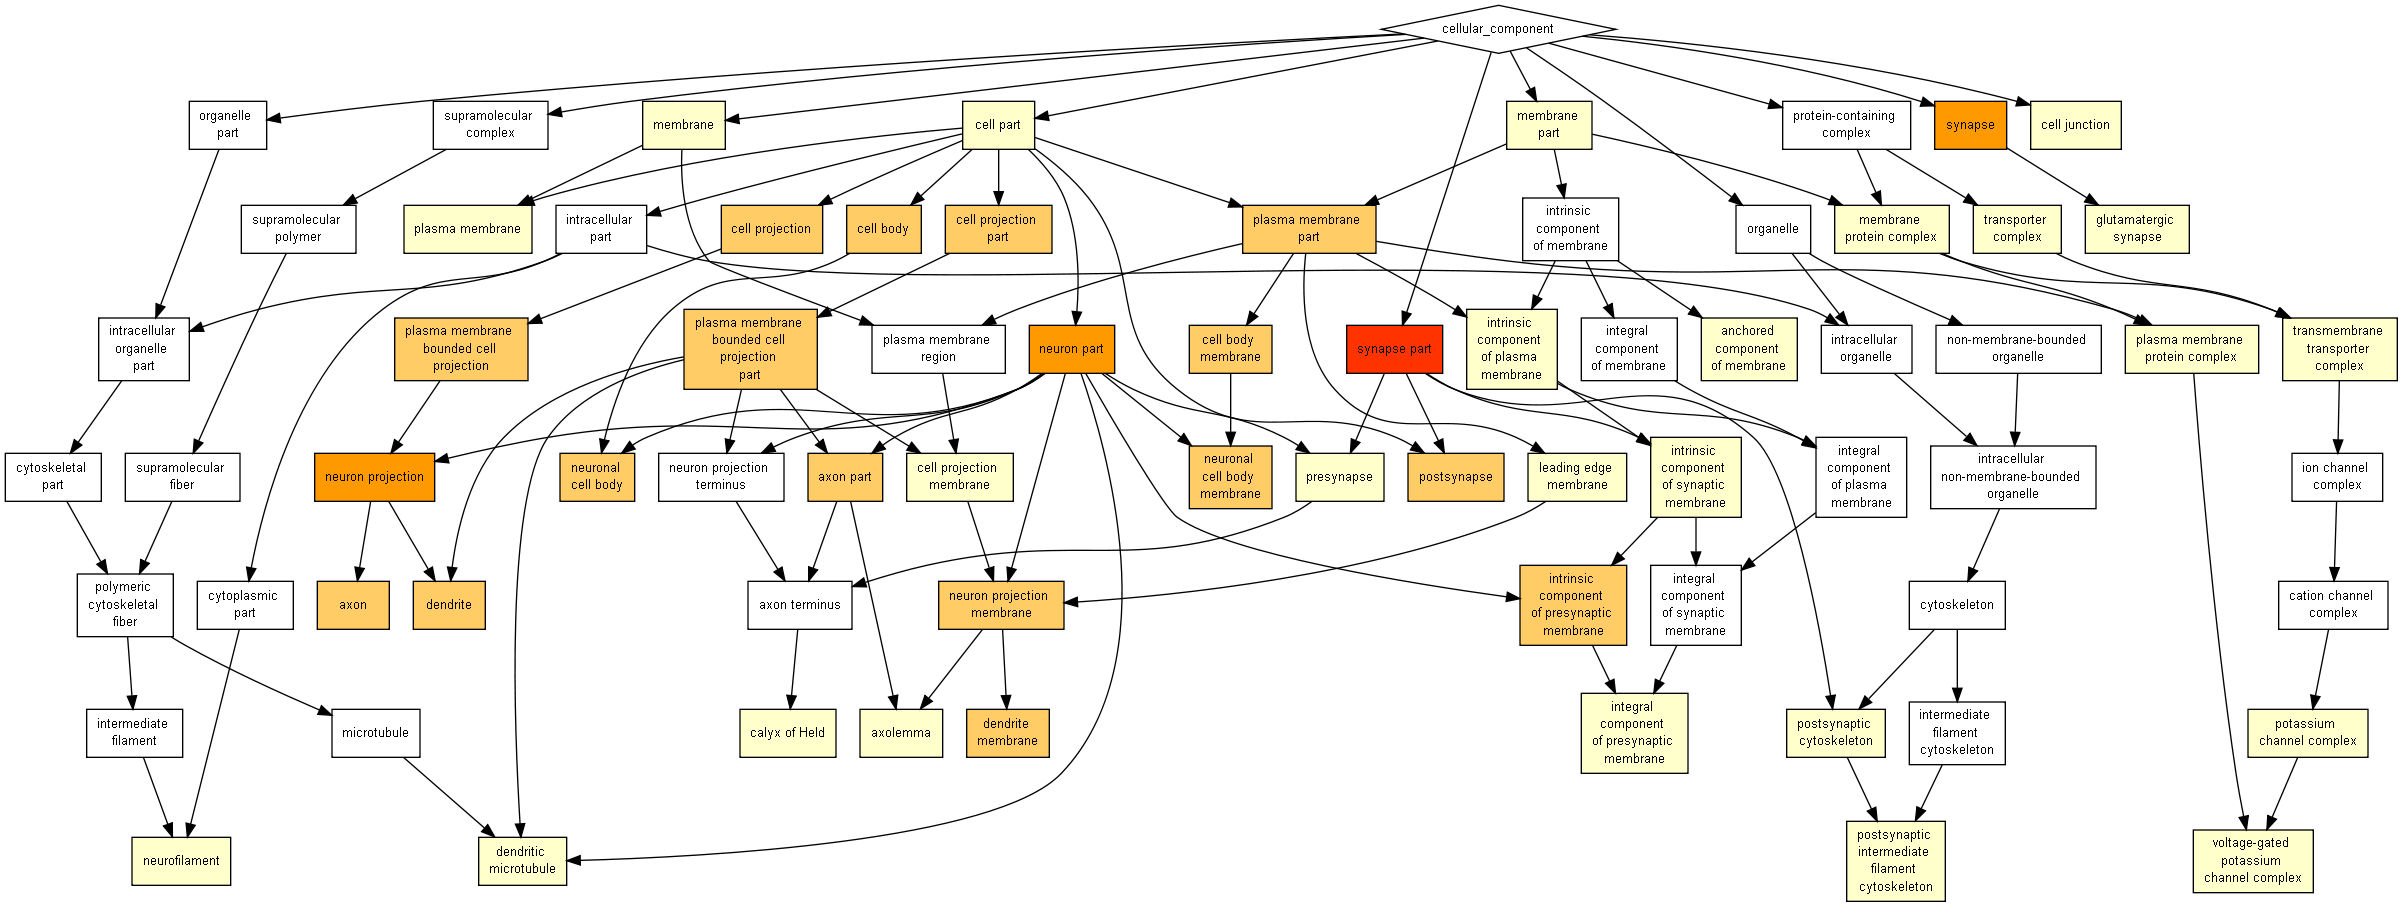 cellular_component
organelle
part
supramolecular
complex
membrane
cell part
membrane
part
protein-containing
complex
synapse
cell junction
supramolecular
polymer
plasma membrane
intracellular
part
cell projection
cell body
cell projection
part
plasma membrane
part
intrinsic
component
of membrane
organelle
membrane
protein complex
transporter
complex
glutamatergic
synapse
intracellular
organelle
part
plasma membrane
bounded cell
projection
plasma membrane
bounded cell
projection
part
plasma membrane
region
neuron part
cell body
membrane
synapse part
intrinsic
component
of plasma
membrane
integral
component
of membrane
anchored
component
of membrane
intracellular
organelle
non-membrane-bounded
organelle
plasma membrane
protein complex
transmembrane
transporter
complex
cytoskeletal
part
supramolecular
fiber
neuron projection
neuronal
cell body
neuron projection
terminus
axon part
cell projection
membrane
neuronal
cell body
membrane
presynapse
postsynapse
leading edge
membrane
intrinsic
component
of synaptic
membrane
integral
component
of plasma
membrane
intracellular
non-membrane-bounded
organelle
ion channel
complex
polymeric
cytoskeletal
fiber
cytoplasmic
part
axon
dendrite
axon terminus
neuron projection
membrane
intrinsic
component
of presynaptic
membrane
integral
component
of synaptic
membrane
cytoskeleton
cation channel
complex
intermediate
filament
microtubule
calyx of Held
axolemma
dendrite
membrane
integral
component
of presynaptic
membrane
postsynaptic
cytoskeleton
intermediate
filament
cytoskeleton
potassium
channel complex
neurofilament
dendritic
microtubule
postsynaptic
intermediate
filament
cytoskeleton
voltage-gated
potassium
channel complex